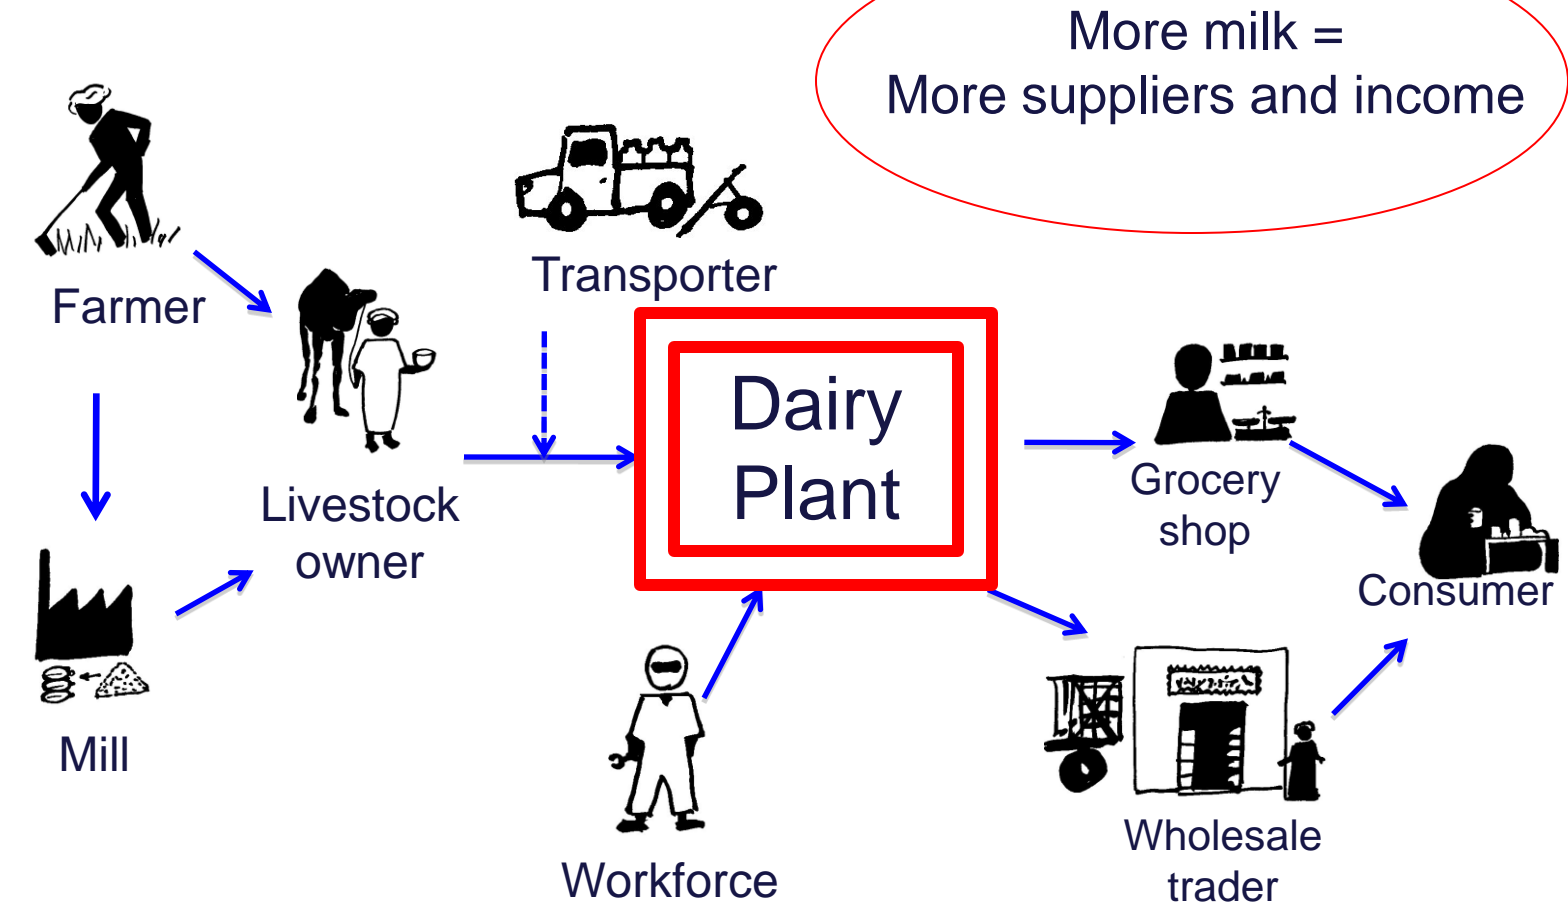 More milk =
More suppliers and income
Transporter
Farmer
Dairy
Plant
Grocery
shop
Livestock
owner
Consumer
Mill
Wholesale
trader
Workforce